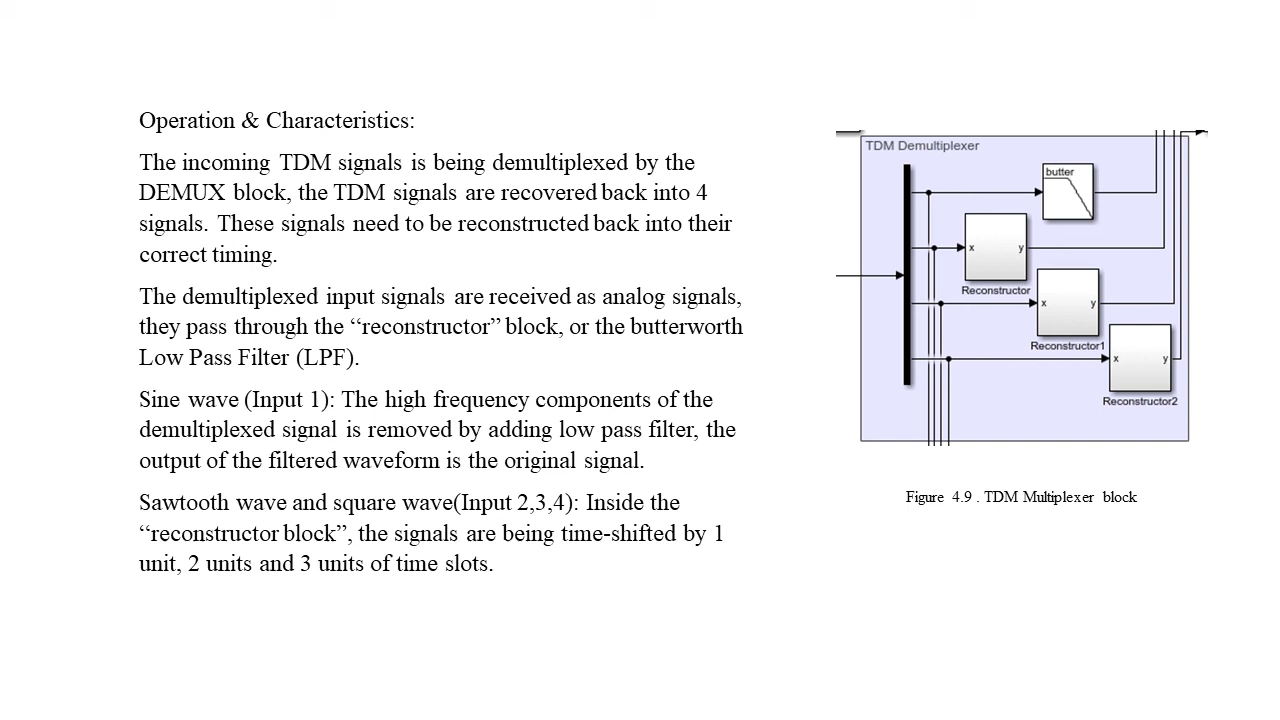 Operation & Characteristics:
The incoming TDM signals is being demultiplexed by the
DEMUX block, the TDM signals are recovered back into 4
signals. These signals need to be reconstructed back into their
correct timing.
The demultiplexed input signals are received as analog signals,
they pass through the “reconstructor” block, or the butterworth
Low Pass Filter (LPF).
Sine wave (Input 1): The high frequency components of the
demultiplexed signal is removed by adding low pass filter, the
output of the filtered waveform is the original signal.
Sawtooth wave and square wave(Input 2,3,4): Inside the
“reconstructor block”, the signals are being time-shifted by 1
unit, 2 units and 3 units of time slots.
TDM Demultiplexer
butter
x y
Reconstructor
x y
Reconstructor1
x y
Reconstructor2
Figure 4.9 . TDM Multiplexer block